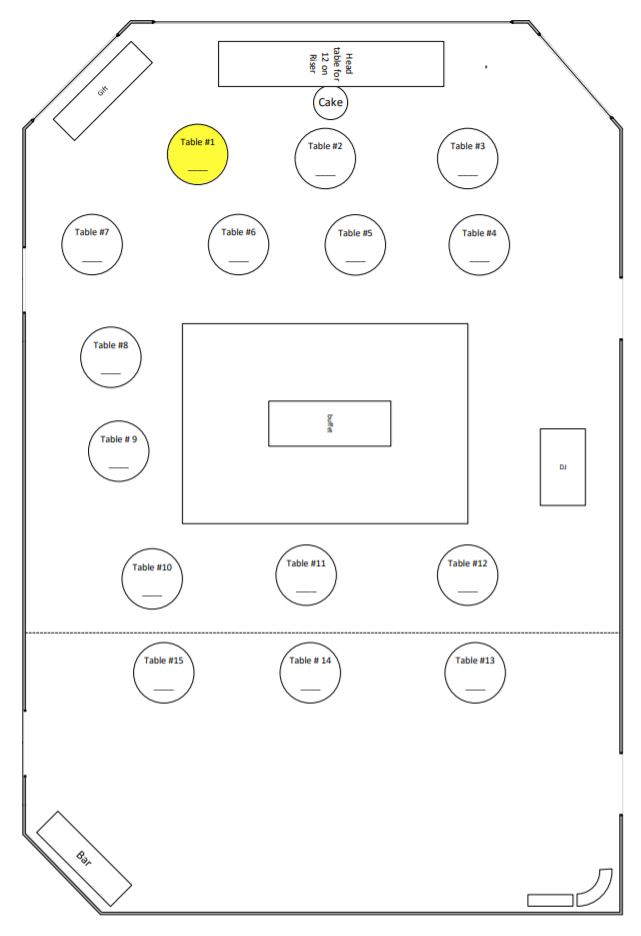 Head
table for
12 on
Riser
Gift
Cake
Table #1
____
Table #2
____
Table #3
____
Table #7
____
Table #6
____
Table #5
____
Table #4
____
Table #8
____
buffet
Table # 9
____
DJ
Table #10
____
Table #11
____
Table #12
____
Table #15
____
Table # 14
____
Table #13
____
Bar